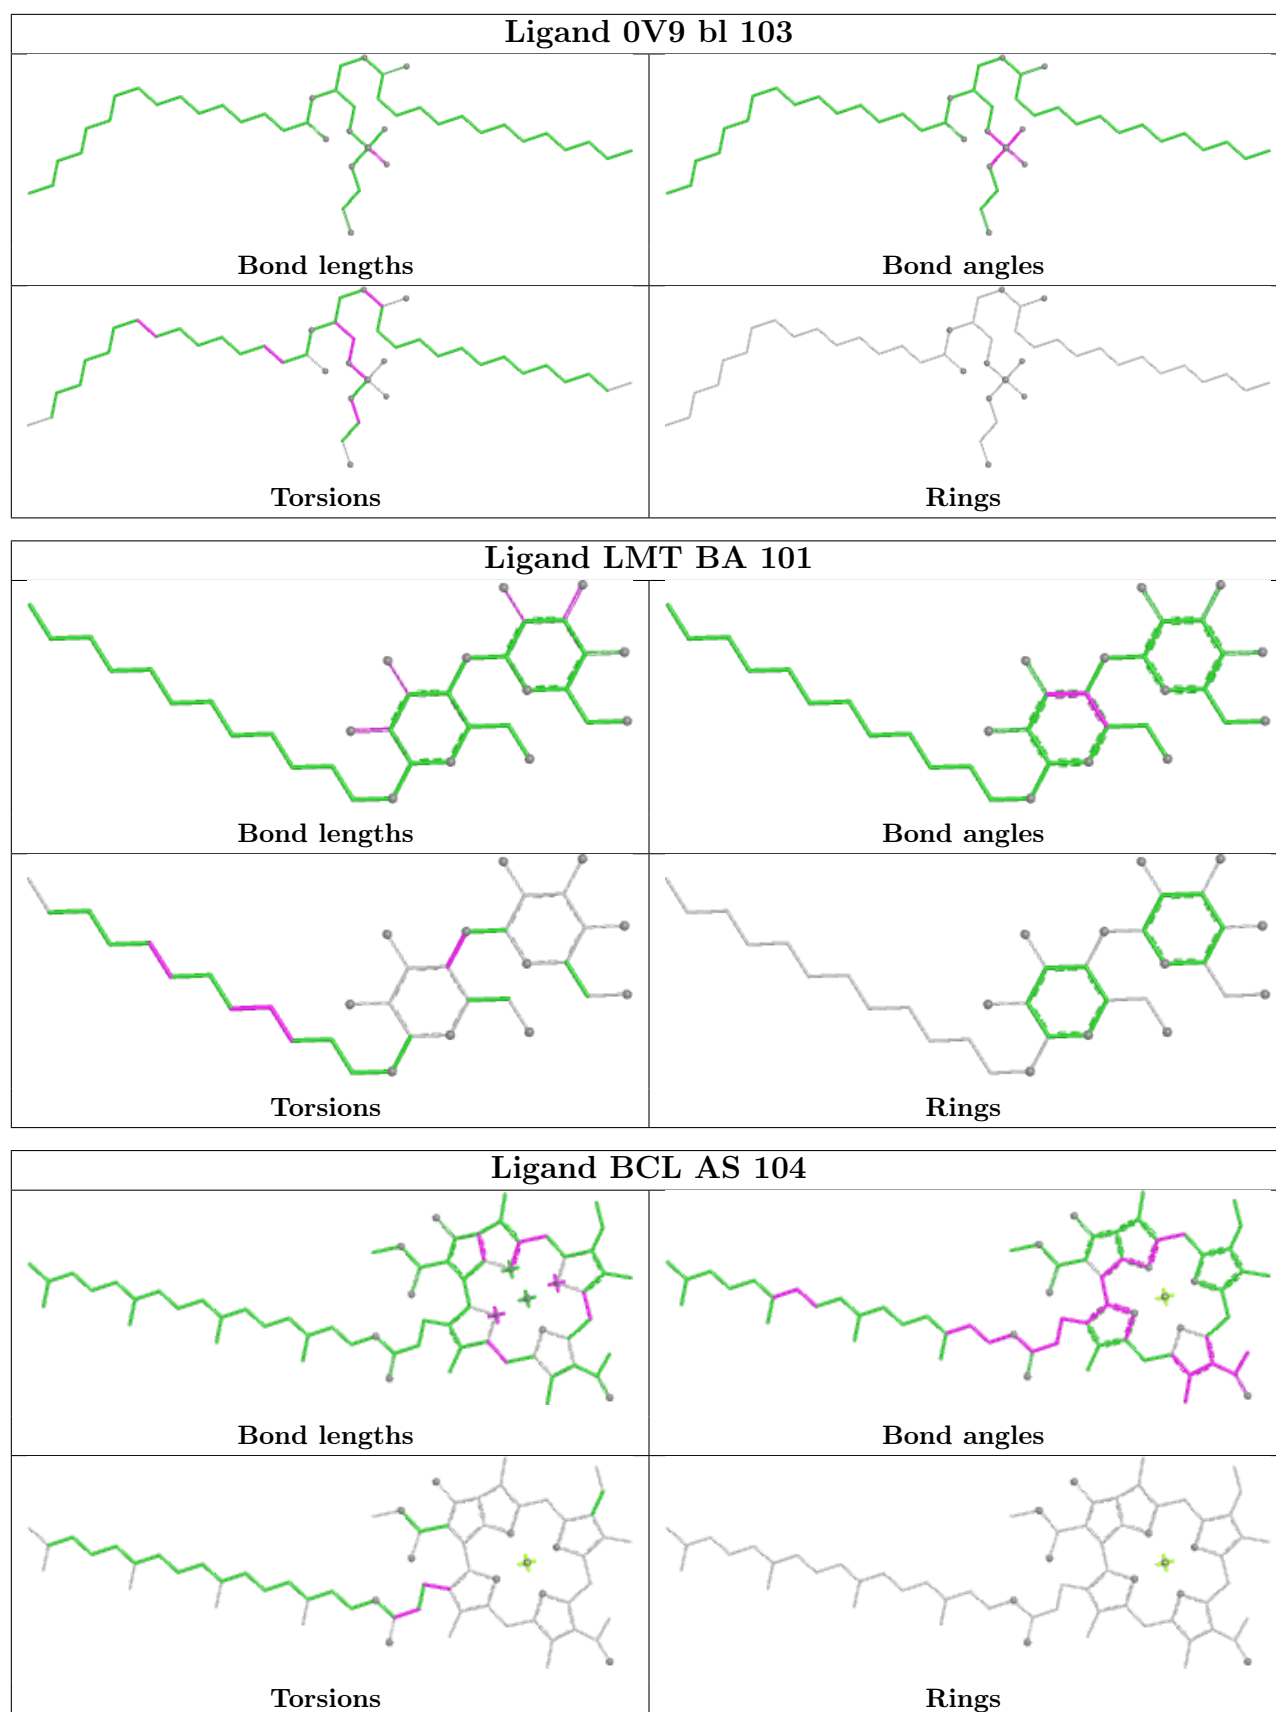 Ligand 0V9 bl 103
Bond lengths
Bond angles
Torsions
Rings
Ligand LMT BA 101
Bond lengths
Bond angles
Torsions
Rings
Ligand BCL AS 104
Bond lengths
Bond angles
Torsions
Rings